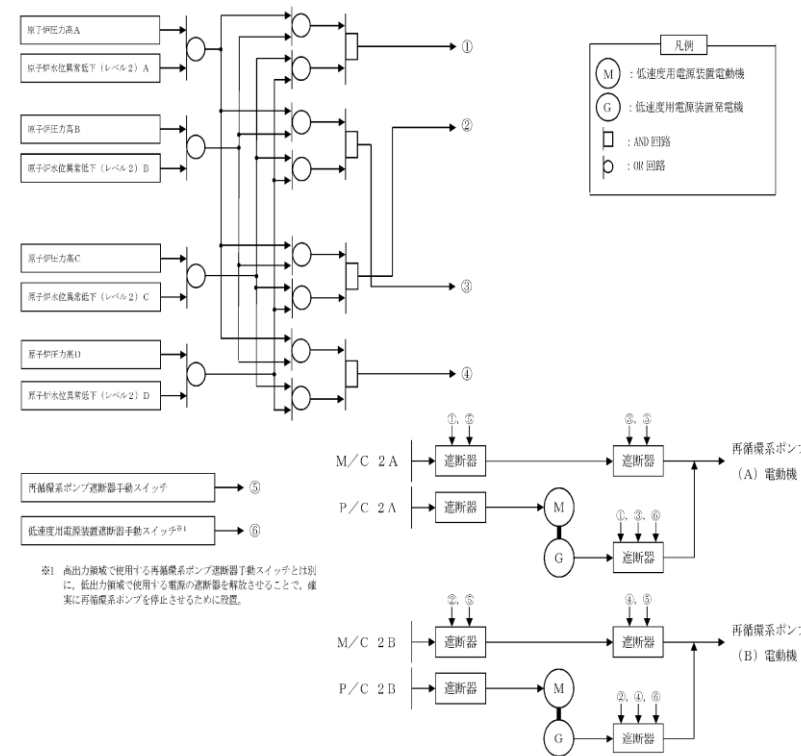 原子炉圧力高A
原子炉水位異常低下（レベル2）A
原子炉圧力高B
原子炉水位異常低下（レベル2）B
原子炉圧力高C
原子炉水位異常低下（レベル2）C
原子炉圧力高D
原子炉水位異常低下（レベル2）D
①
②
③
④
凡例
M：低速度用電源装置電動機
G：低速度用電源装置発電機
：AND回路
：OR回路
再循環系ポンプ遮断器手動スイッチ
⑤
低速度用電源装置遮断器手動スイッチ※1
⑥
※1 高出力領域で使用する再循環系ポンプ遮断器手動スイッチとは別
に，低出力領域で使用する電源の遮断器を解放させることで，確
実に再循環系ポンプを停止させるために設置。
①，⑤
③，⑤
M／C 2A
遮断器
遮断器
再循環系ポンプ
（A）電動機
P／C 2A
遮断器
M
①，③，⑥
G
遮断器
②，⑤
④，⑤
M／C 2B
遮断器
遮断器
再循環系ポンプ
（B）電動機
P／C 2B
遮断器
M
②，④，⑥
G
遮断器